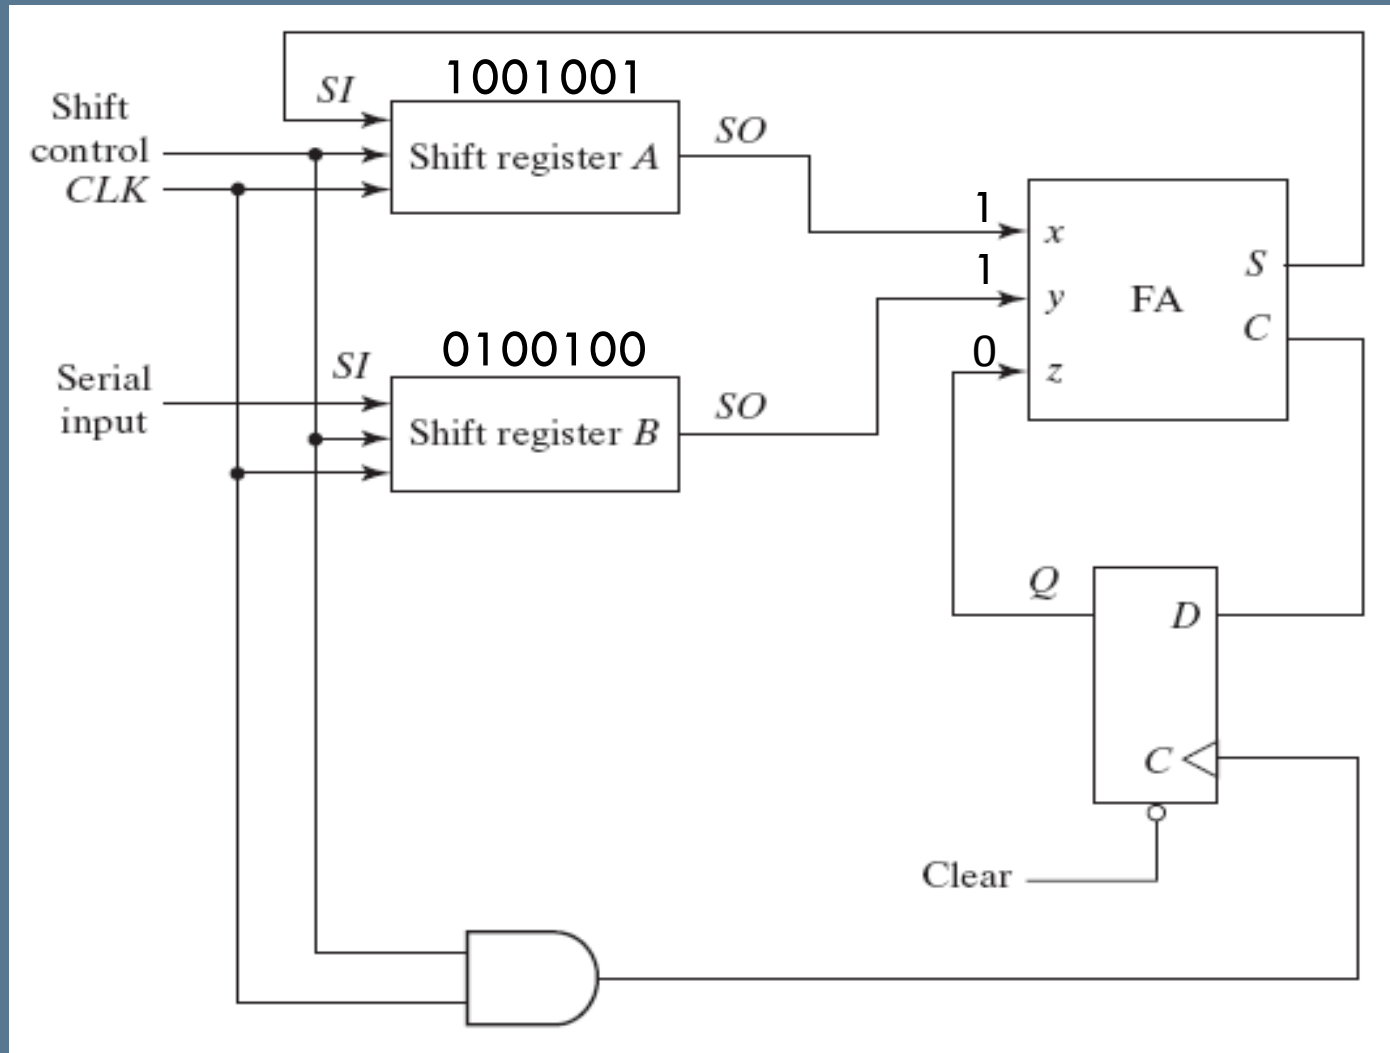 1001001
SI
Shift
control
CLK
Shift register A
SO
1
x
1
y
FA
S
C
0
z
0100100
SI
Serial
input
Shift register B
SO
Q
D
C
Clear